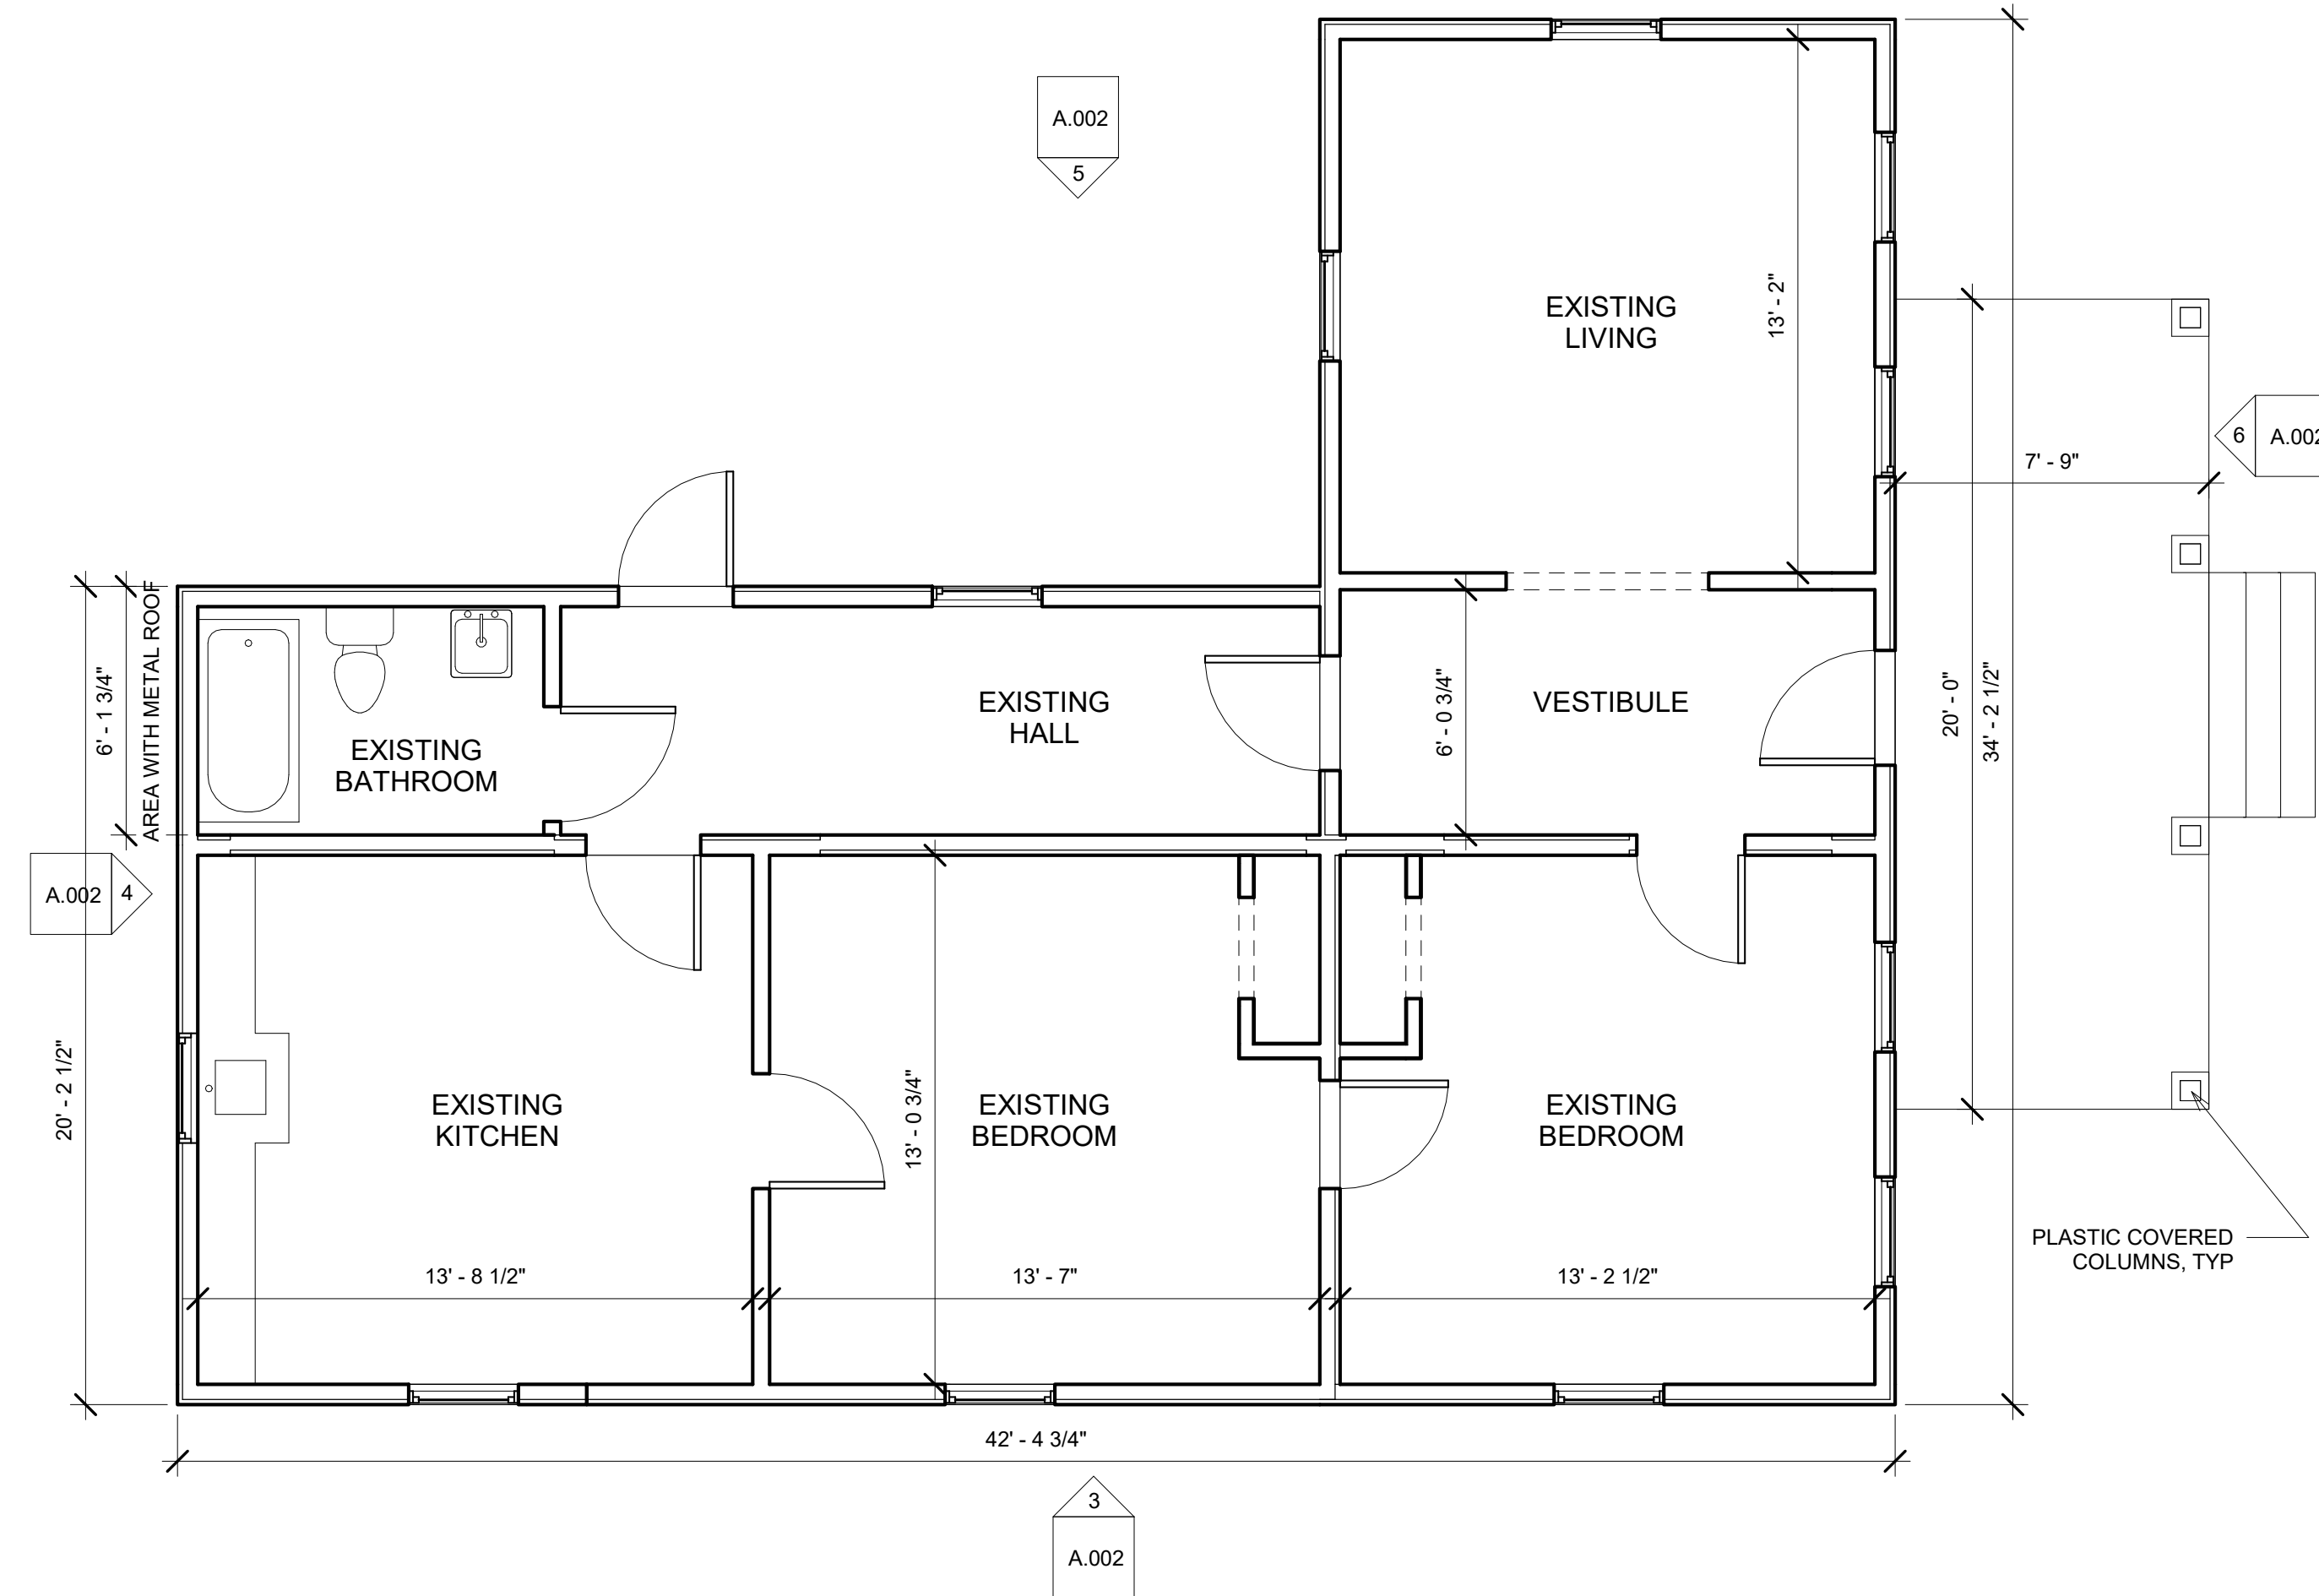 A.002
5
EXISTING
LIVING
13' - 2"
6
A.002
7' - 9"
AREA WITH METAL ROOF
6' - 1 3/4"
EXISTING
BATHROOM
EXISTING
HALL
6' - 0 3/4"
VESTIBULE
20' - 0"
34' - 2 1/2"
A.002
4
20' - 2 1/2"
EXISTING
KITCHEN
13' - 0 3/4"
EXISTING
BEDROOM
EXISTING
BEDROOM
PLASTIC COVERED
COLUMNS, TYP
13' - 8 1/2"
13' - 7"
13' - 2 1/2"
42' - 4 3/4"
3
A.002